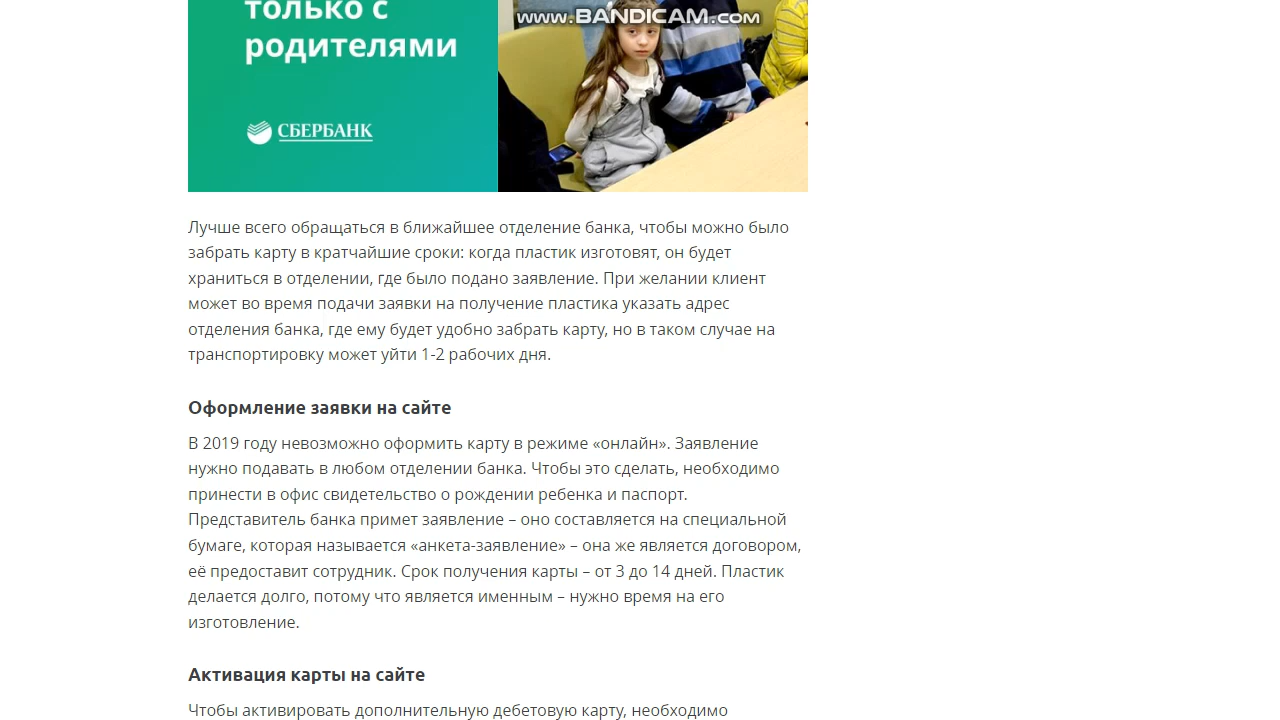 только с
родителями
www.BANDICAM.com
СБЕРБАНК
Лучше всего обращаться в ближайшее отделение банка, чтобы можно было
забрать карту в кратчайшие сроки: когда пластик изготовят, он будет
храниться в отделении, где было подано заявление. При желании клиент
может во время подачи заявки на получение пластика указать адрес
отделения банка, где ему будет удобно забрать карту, но в таком случае на
транспортировку может уйти 1-2 рабочих дня.
Оформление заявки на сайте
В 2019 году невозможно оформить карту в режиме «онлайн». Заявление
нужно подавать в любом отделении банка. Чтобы это сделать, необходимо
принести в офис свидетельство о рождении ребенка и паспорт.
Представитель банка примет заявление – оно составляется на специальной
бумаге, которая называется «анкета-заявление» – она же является договором,
её предоставит сотрудник. Срок получения карты – от 3 до 14 дней. Пластик
делается долго, потому что является именным – нужно время на его
изготовление.
Активация карты на сайте
Чтобы активировать дополнительную дебетовую карту, необходимо